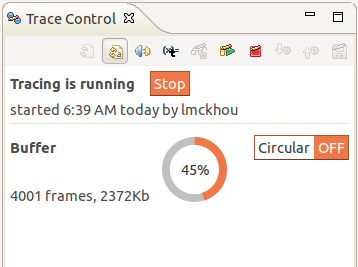 Trace Control
Tracing is running Stop
started 6:39 AM today by lmckhou
Buffer 45% Circular OFF
4001 frames, 2372Kb